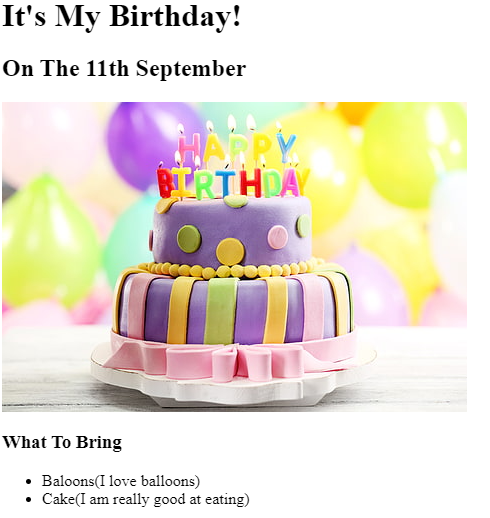 It's My Birthday!
On The 11th September
HAPPY
BIRTHDAY
What To Bring
Baloons(I love balloons)
Cake(I am really good at eating)